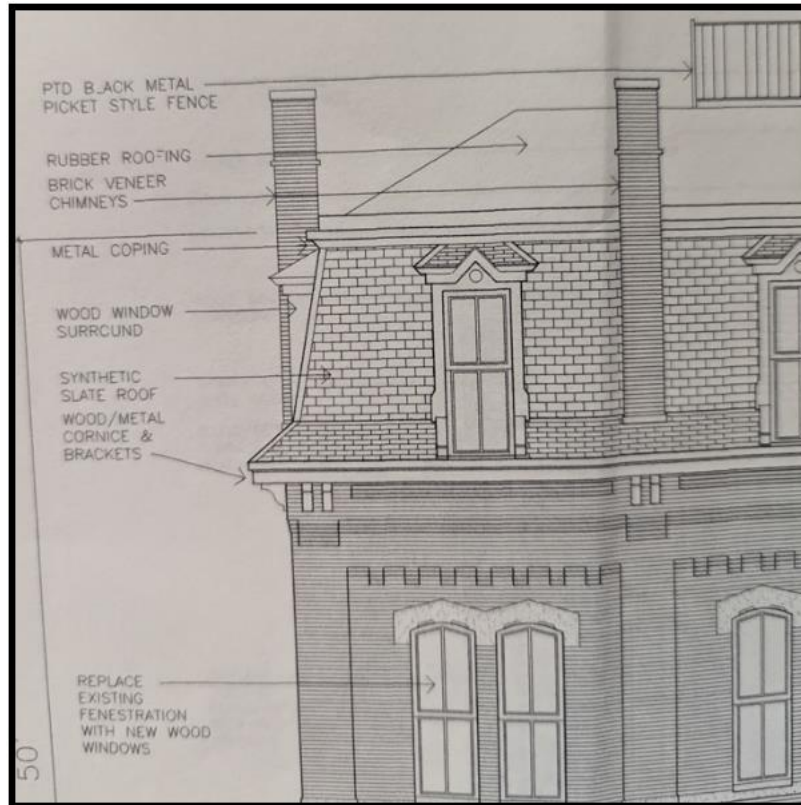 PTD BLACK METAL
PICKET STYLE FENCE
RUBBER ROOFING
BRICK VENEER
CHIMNEYS
METAL COPING
WOOD WINDOW
SURROUND
SYNTHETIC
SLATE ROOF
WOOD/METAL
CORNICE &
BRACKETS
REPLACE
EXISTING
FENESTRATION
WITH NEW WOOD
WINDOWS
50'